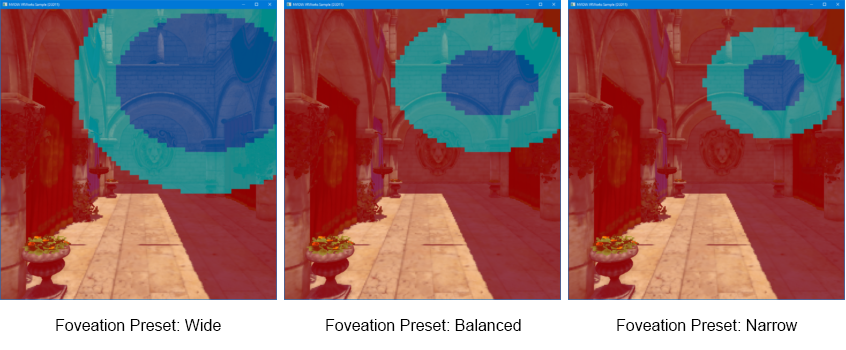 Foveation Preset: Wide
Foveation Preset: Balanced
Foveation Preset: Narrow